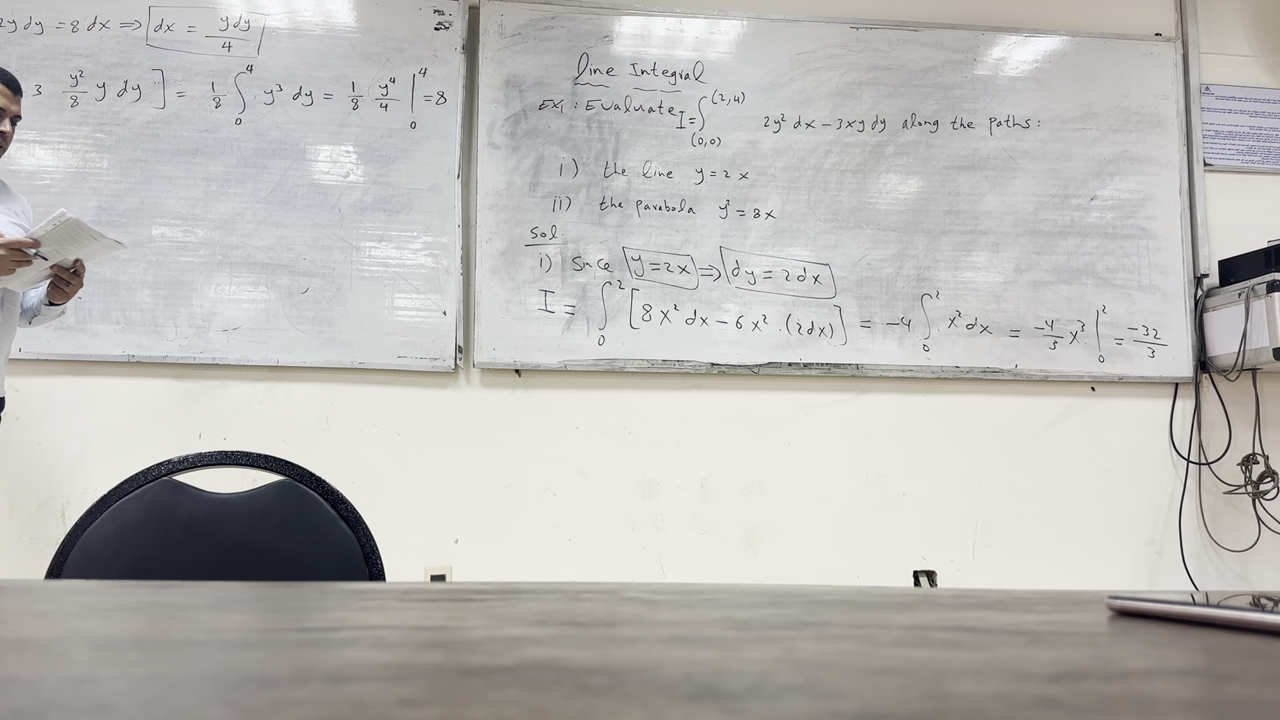 2y dy = 8 dx ⇒ dx = y dy / 4
3 y²/8 y dy ] = 1/8 ∫₀⁴ y³ dy = 1/8 y⁴/4 |₀⁴ = 8
Line Integral
Ex1: Evaluate I = ∫_(0,0)^(2,4) 2y² dx − 3xy dy along the paths:
i) the line y = 2x
ii) the parabola y² = 8x
Sol.
i) Since y = 2x ⇒ dy = 2dx
I = ∫₀² [8x² dx − 6x² · (2dx)] = −4 ∫₀² x² dx = −4/3 x³ |₀² = −32/3